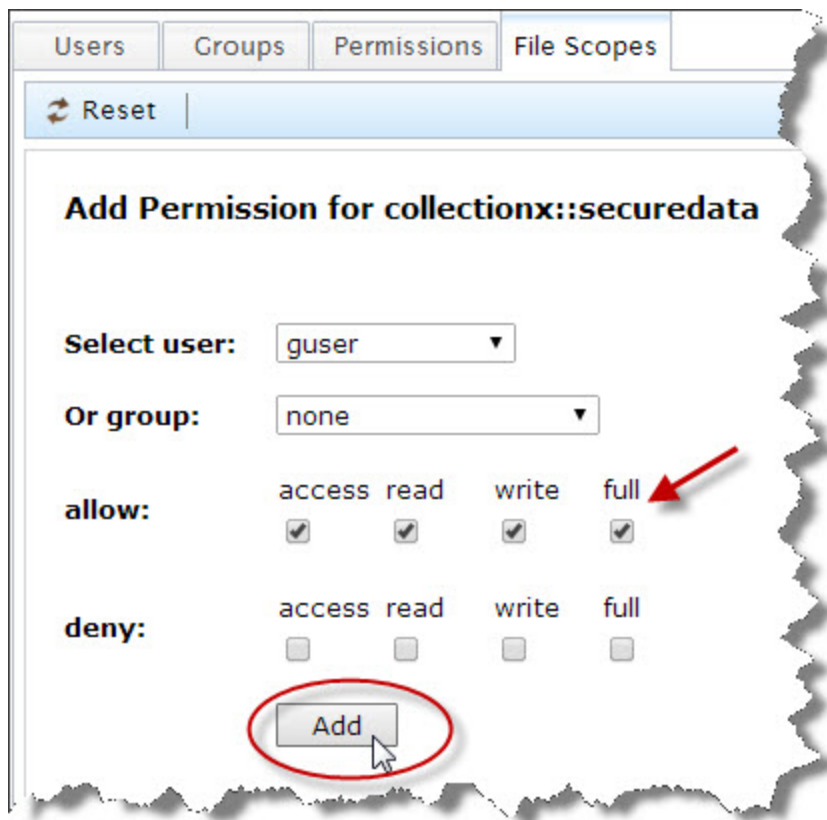 Users Groups Permissions File Scopes
Reset
Add Permission for collectionx::securedata
Select user: guser
Or group: none
access read write full
allow:
access read write full
deny:
Add